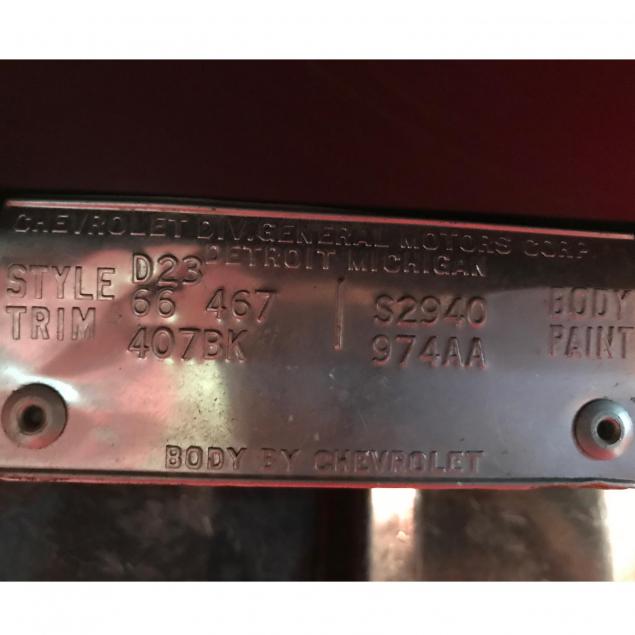 CHEVROLET DIV. GENERAL MOTORS CORP
DETROIT MICHIGAN
D23
STYLE 66 467 S2940 BODY
TRIM 407BK 974AA PAINT
BODY BY CHEVROLET